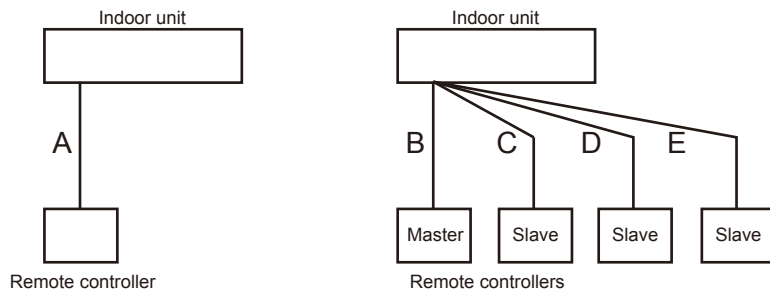 Indoor unit
A
Remote controller
Indoor unit
B C D E
Master Slave Slave Slave
Remote controllers